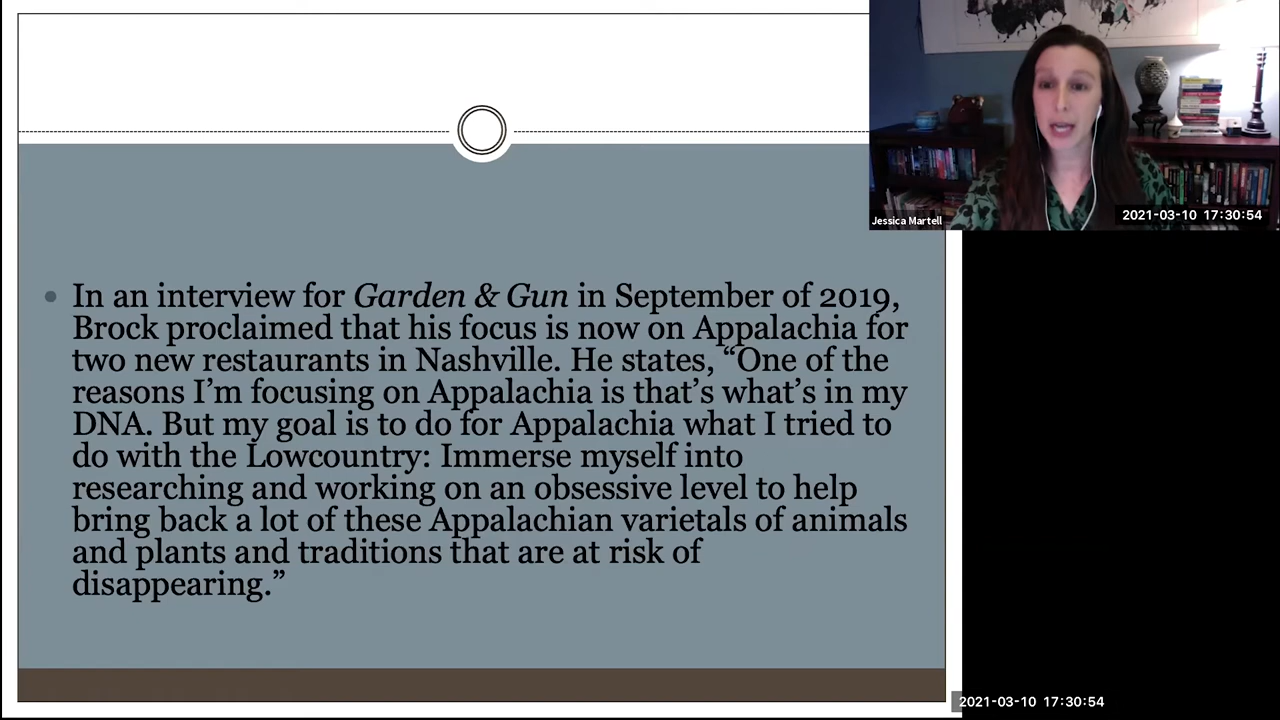 Jessica Martell
2021-03-10 17:30:54
In an interview for Garden & Gun in September of 2019,
Brock proclaimed that his focus is now on Appalachia for
two new restaurants in Nashville. He states, “One of the
reasons I’m focusing on Appalachia is that’s what’s in my
DNA. But my goal is to do for Appalachia what I tried to
do with the Lowcountry: Immerse myself into
researching and working on an obsessive level to help
bring back a lot of these Appalachian varietals of animals
and plants and traditions that are at risk of
disappearing.”
2021-03-10 17:30:54